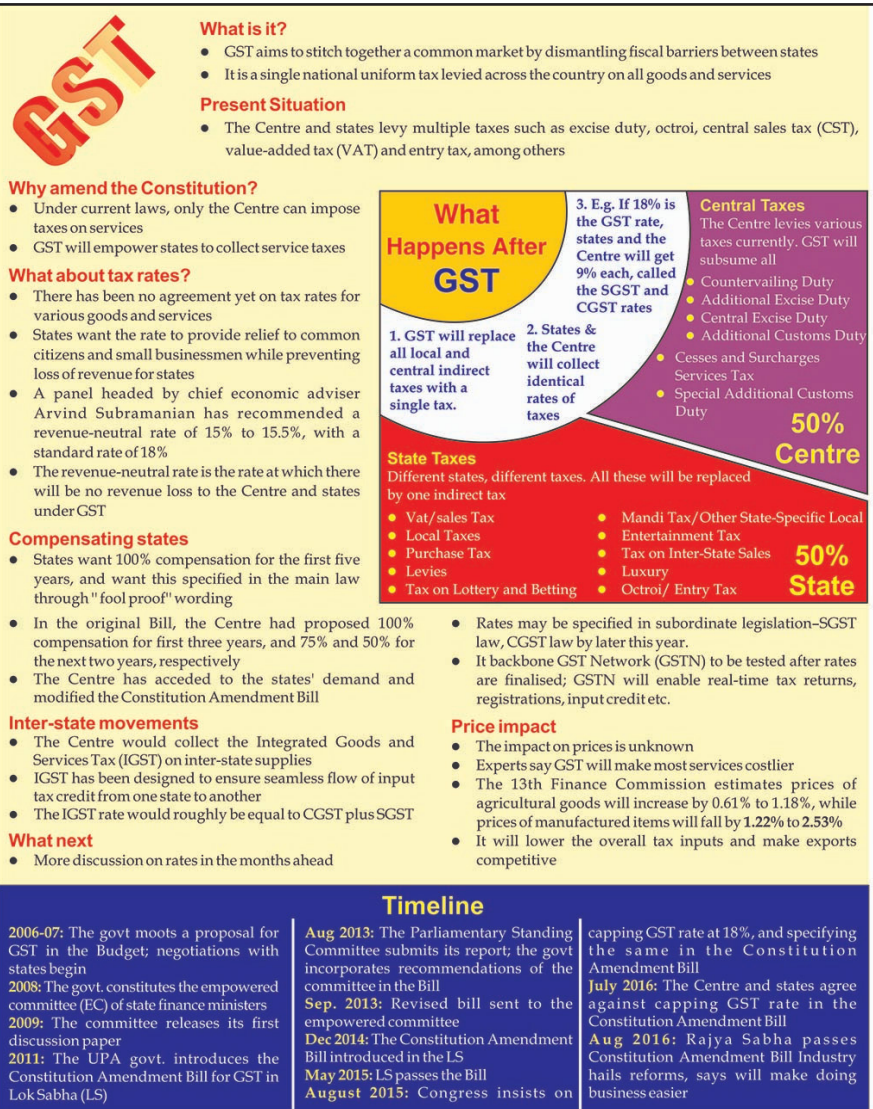 GST
What is it?
● GST aims to stitch together a common market by dismantling fiscal barriers between states
● It is a single national uniform tax levied across the country on all goods and services
Present Situation
● The Centre and states levy multiple taxes such as excise duty, octroi, central sales tax (CST),
value-added tax (VAT) and entry tax, among others
Why amend the Constitution?
● Under current laws, only the Centre can impose
taxes on services
● GST will empower states to collect service taxes
What about tax rates?
● There has been no agreement yet on tax rates for
various goods and services
● States want the rate to provide relief to common
citizens and small businessmen while preventing
loss of revenue for states
● A panel headed by chief economic adviser
Arvind Subramanian has recommended a
revenue-neutral rate of 15% to 15.5%, with a
standard rate of 18%
● The revenue-neutral rate is the rate at which there
will be no revenue loss to the Centre and states
under GST
Compensating states
● States want 100% compensation for the first five
years, and want this specified in the main law
through "fool proof" wording
● In the original Bill, the Centre had proposed 100%
compensation for first three years, and 75% and 50% for
the next two years, respectively
● The Centre has acceded to the states' demand and
modified the Constitution Amendment Bill
Inter-state movements
● The Centre would collect the Integrated Goods and
Services Tax (IGST) on inter-state supplies
● IGST has been designed to ensure seamless flow of input
tax credit from one state to another
● The IGST rate would roughly be equal to CGST plus SGST
What next
● More discussion on rates in the months ahead
What
Happens After
GST
1. GST will replace
all local and
central indirect
taxes with a
single tax.
2. States &
the Centre
will collect
identical
rates of
taxes
3. E.g. If 18% is
the GST rate,
states and the
Centre will get
9% each, called
the SGST and
CGST rates
Central Taxes
The Centre levies various
taxes currently. GST will
subsume all
● Countervailing Duty
● Additional Excise Duty
● Central Excise Duty
● Additional Customs Duty
● Cesses and Surcharges
Services Tax
● Special Additional Customs
Duty
50%
Centre
State Taxes
Different states, different taxes. All these will be replaced
by one indirect tax
● Vat/sales Tax
● Local Taxes
● Purchase Tax
● Levies
● Tax on Lottery and Betting
● Mandi Tax/Other State-Specific Local
● Entertainment Tax
● Tax on Inter-State Sales
● Luxury
● Octroi/ Entry Tax
50%
State
● Rates may be specified in subordinate legislation–SGST
law, CGST law by later this year.
● It backbone GST Network (GSTN) to be tested after rates
are finalised; GSTN will enable real-time tax returns,
registrations, input credit etc.
Price impact
● The impact on prices is unknown
● Experts say GST will make most services costlier
● The 13th Finance Commission estimates prices of
agricultural goods will increase by 0.61% to 1.18%, while
prices of manufactured items will fall by 1.22% to 2.53%
● It will lower the overall tax inputs and make exports
competitive
Timeline
2006-07: The govt moots a proposal for
GST in the Budget; negotiations with
states begin
2008: The govt. constitutes the empowered
committee (EC) of state finance ministers
2009: The committee releases its first
discussion paper
2011: The UPA govt. introduces the
Constitution Amendment Bill for GST in
Lok Sabha (LS)
Aug 2013: The Parliamentary Standing
Committee submits its report; the govt
incorporates recommendations of the
committee in the Bill
Sep. 2013: Revised bill sent to the
empowered committee
Dec 2014: The Constitution Amendment
Bill introduced in the LS
May 2015: LS passes the Bill
August 2015: Congress insists on
capping GST rate at 18%, and specifying
the same in the Constitution
Amendment Bill
July 2016: The Centre and states agree
against capping GST rate in the
Constitution Amendment Bill
Aug 2016: Rajya Sabha passes
Constitution Amendment Bill Industry
hails reforms, says will make doing
business easier